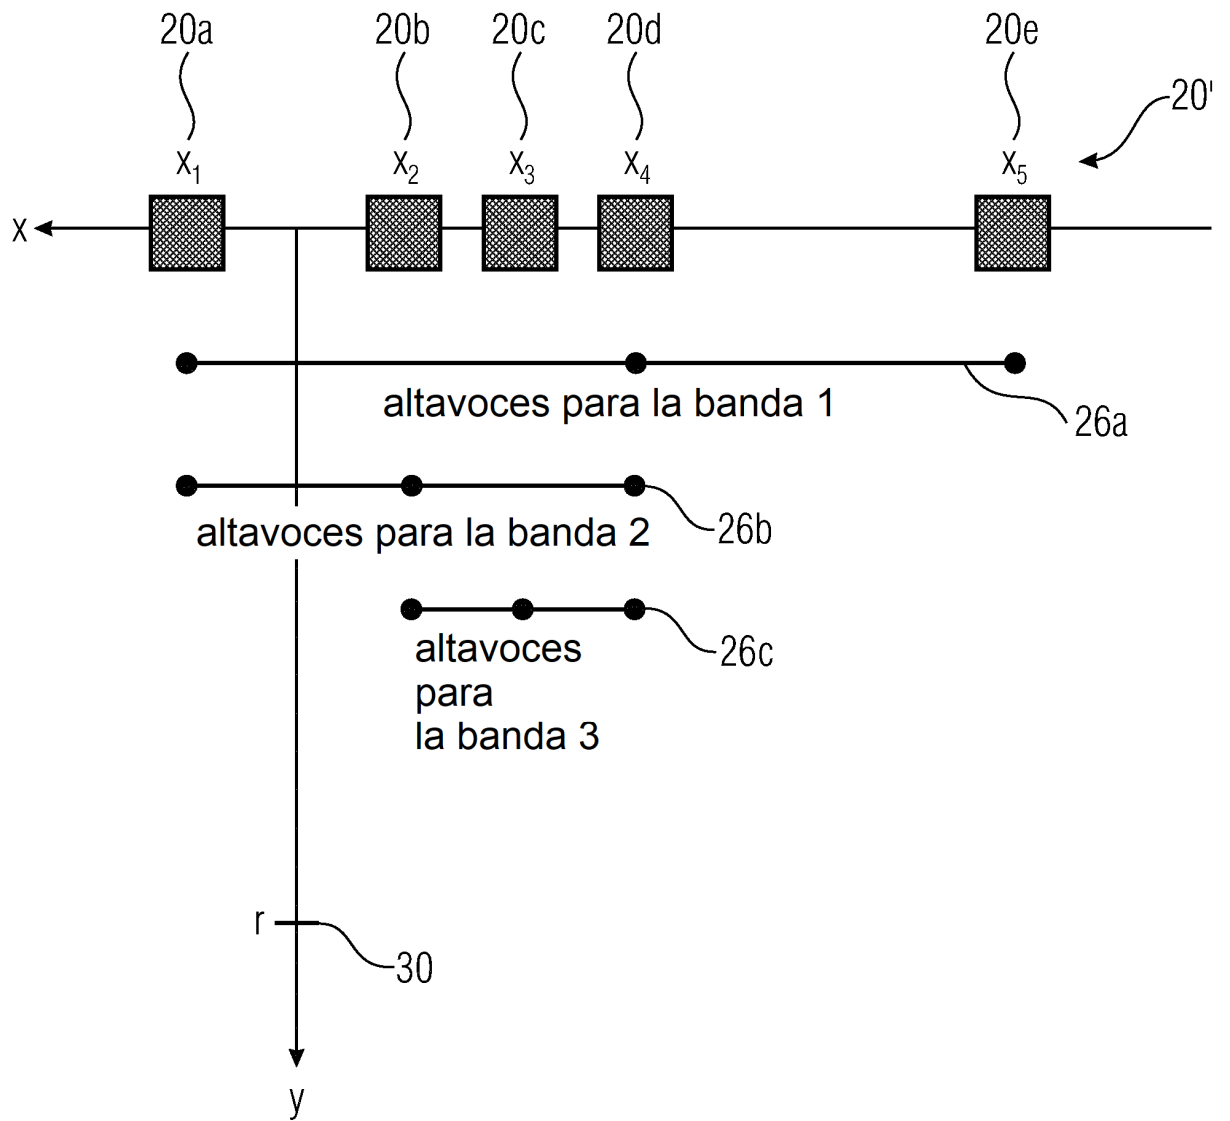 20a 20b 20c 20d 20e
20'
x1 x2 x3 x4 x5
x
altavoces para la banda 1
26a
altavoces para la banda 2
26b
altavoces
para
la banda 3
26c
r
30
y